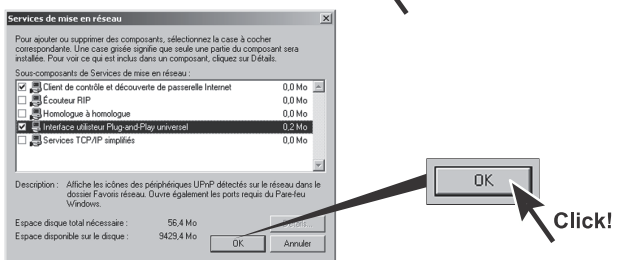 Services de mise en réseau
Pour ajouter ou supprimer des composants, sélectionnez la case à cocher
correspondante. Une case grisée signifie que seule une partie du composant sera
installée. Pour voir ce qui est inclus dans un composant, cliquez sur Détails.
Sous-composants de Services de mise en réseau :
Client de contrôle et découverte de passerelle Internet 0,0 Mo
Écouteur RIP 0,0 Mo
Homologue à homologue 0,0 Mo
Interface utilisteur Plug-and-Play universel 0,2 Mo
Services TCP/IP simplifiés 0,0 Mo
Description : Affiche les icônes des périphériques UPnP détectés sur le réseau dans le
dossier Favoris réseau. Ouvre également les ports requis du Pare-feu
Windows.
Espace disque total nécessaire : 56,4 Mo
Espace disponible sur le disque : 9429,4 Mo
OK Annuler
OK
Click!